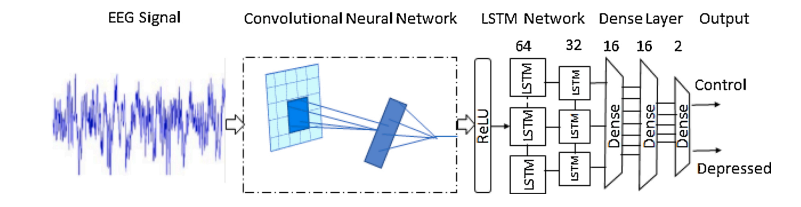 EEG Signal
Convolutional Neural Network
LSTM Network
Dense Layer
Output
64
32
16
16
2
ReLU
LSTM
LSTM
LSTM
LSTM
LSTM
LSTM
Dense
Dense
Dense
Control
Depressed